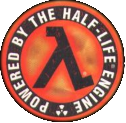 POWERED BY THE HALF-LIFE ENGINE
λ